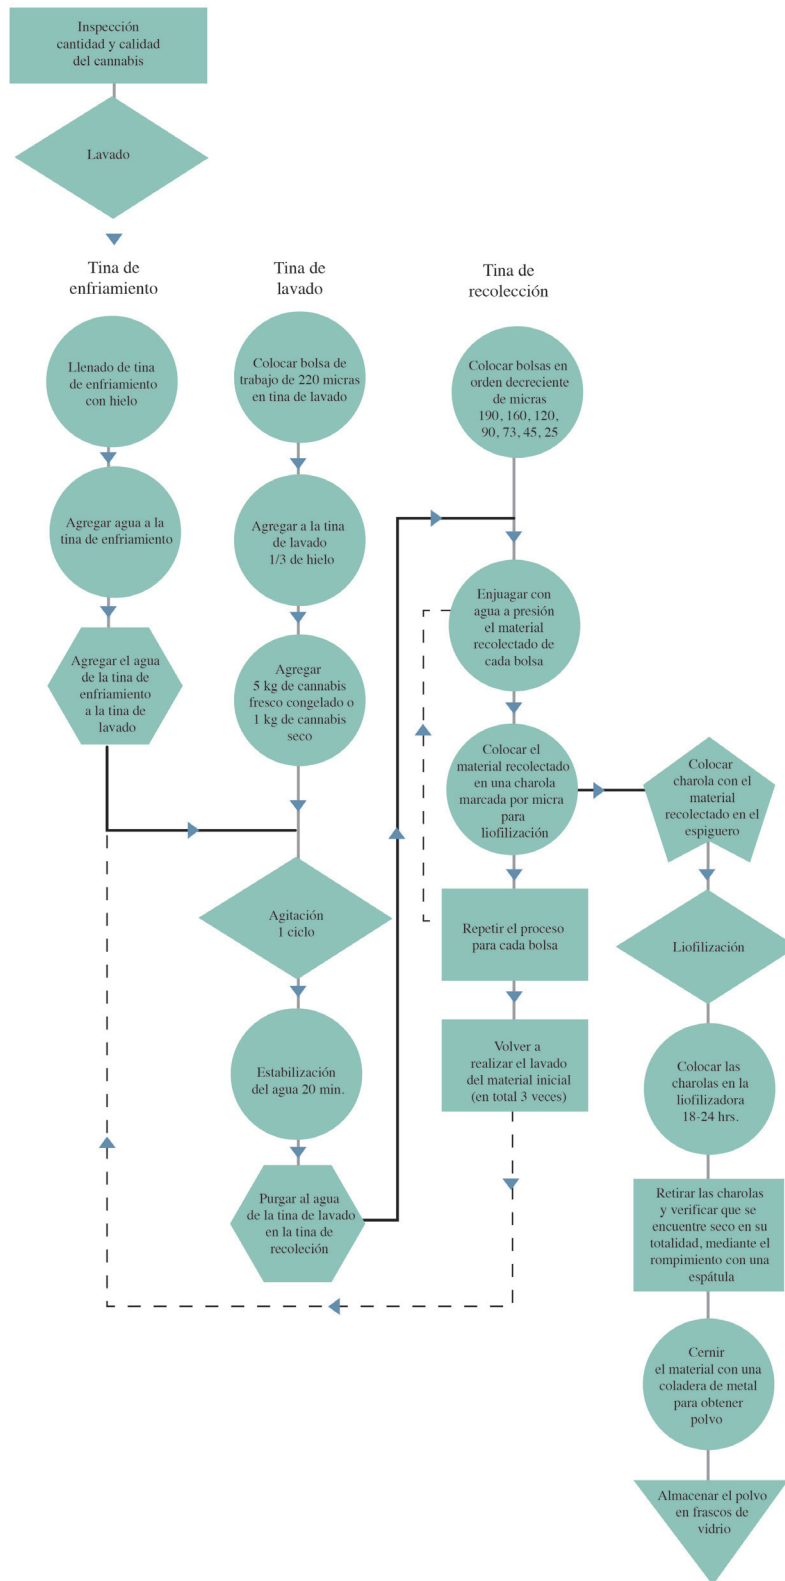 Inspección
cantidad y calidad
del cannabis
Lavado
Tina de
enfriamiento
Llenado de tina
de enfriamiento
con hielo
Agregar agua a la
tina de enfriamiento
Agregar el agua
de la tina de
enfriamiento
a la tina de
lavado
Tina de
lavado
Colocar bolsa de
trabajo de 220 micras
en tina de lavado
Agregar a la tina
de lavado
1/3 de hielo
Agregar
5 kg de cannabis
fresco congelado o
1 kg de cannabis
seco
Agitación
1 ciclo
Estabilización
del agua 20 min.
Purgar al agua
de la tina de lavado
en la tina de
recoleción
Tina de
recolección
Colocar bolsas en
orden decreciente
de micras
190, 160, 120,
90, 73, 45, 25
Enjuagar con
agua a presión
el material
recolectado de
cada bolsa
Colocar el
material recolectado
en una charola
marcada por micra
para
liofilización
Repetir el proceso
para cada bolsa
Volver a
realizar el lavado
del material inicial
(en total 3 veces)
Colocar
charola con el
material
recolectado en el
espiguero
Liofilización
Colocar las
charolas en la
liofilizadora
18-24 hrs.
Retirar las charolas
y verificar que se
encuentre seco en su
totalidad, mediante el
rompimiento con una
espátula
Cernir
el material con una
coladera de metal
para obtener
polvo
Almacenar el polvo
en frascos de
vidrio